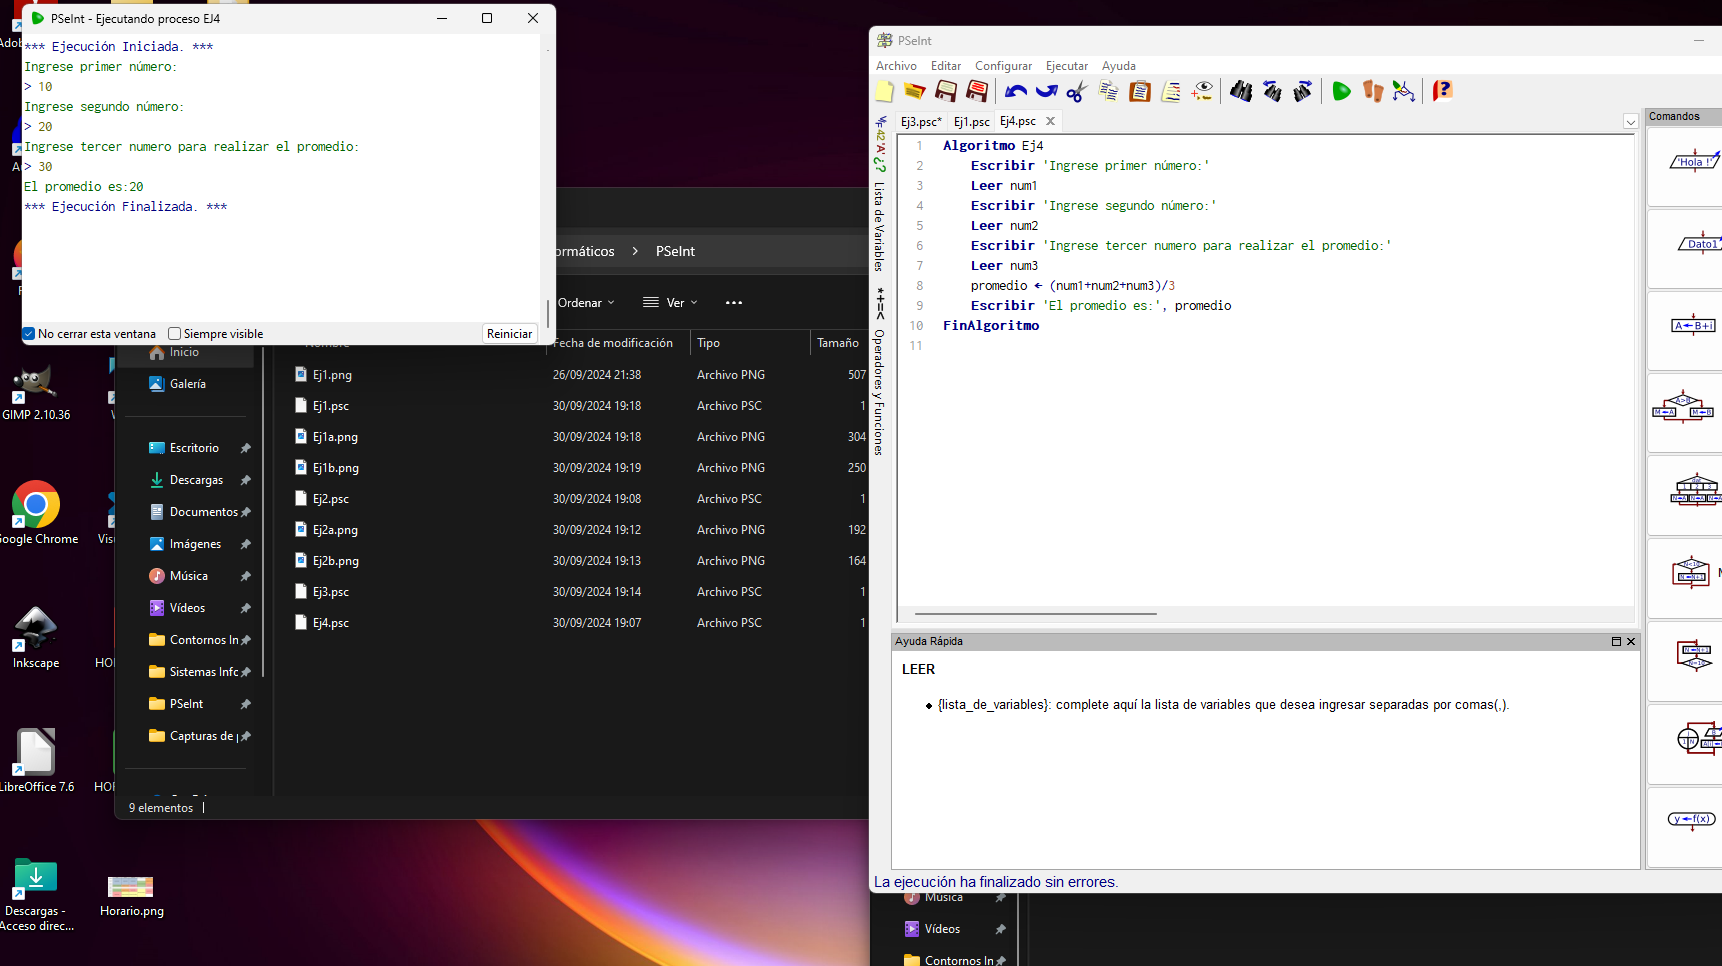 PSeInt - Ejecutando proceso EJ4
*** Ejecución Iniciada. ***
Ingrese primer número:
> 10
Ingrese segundo número:
> 20
Ingrese tercer numero para realizar el promedio:
> 30
El promedio es:20
*** Ejecución Finalizada. ***
No cerrar esta ventana
Siempre visible
Reiniciar
GIMP 2.10.36
Google Chrome
Inkscape
LibreOffice 7.6
Descargas -
Acceso direc...
Horario.png
ormáticos > PSeInt
Ordenar
Ver
Fecha de modificación Tipo Tamaño
Inicio
Galería
Escritorio
Descargas
Documentos
Imágenes
Música
Vídeos
Contornos In
Sistemas Infc
PSeInt
Capturas de
Ej1.png 26/09/2024 21:38 Archivo PNG 507
Ej1.psc 30/09/2024 19:18 Archivo PSC 1
Ej1a.png 30/09/2024 19:18 Archivo PNG 304
Ej1b.png 30/09/2024 19:19 Archivo PNG 250
Ej2.psc 30/09/2024 19:08 Archivo PSC 1
Ej2a.png 30/09/2024 19:12 Archivo PNG 192
Ej2b.png 30/09/2024 19:13 Archivo PNG 164
Ej3.psc 30/09/2024 19:14 Archivo PSC 1
Ej4.psc 30/09/2024 19:07 Archivo PSC 1
9 elementos
PSeInt
Archivo Editar Configurar Ejecutar Ayuda
Ej3.psc* Ej1.psc Ej4.psc
Lista de Variables
*+=< Operadores y Funciones
1 Algoritmo Ej4
2 Escribir 'Ingrese primer número:'
3 Leer num1
4 Escribir 'Ingrese segundo número:'
5 Leer num2
6 Escribir 'Ingrese tercer numero para realizar el promedio:'
7 Leer num3
8 promedio ← (num1+num2+num3)/3
9 Escribir 'El promedio es:', promedio
10 FinAlgoritmo
11
Comandos
'Hola !'
Dato1
A←B+i
A>B
M←A M←B
y←f(x)
Ayuda Rápida
LEER
{lista_de_variables}: complete aquí la lista de variables que desea ingresar separadas por comas(,).
La ejecución ha finalizado sin errores.
Música
Vídeos
Contornos In